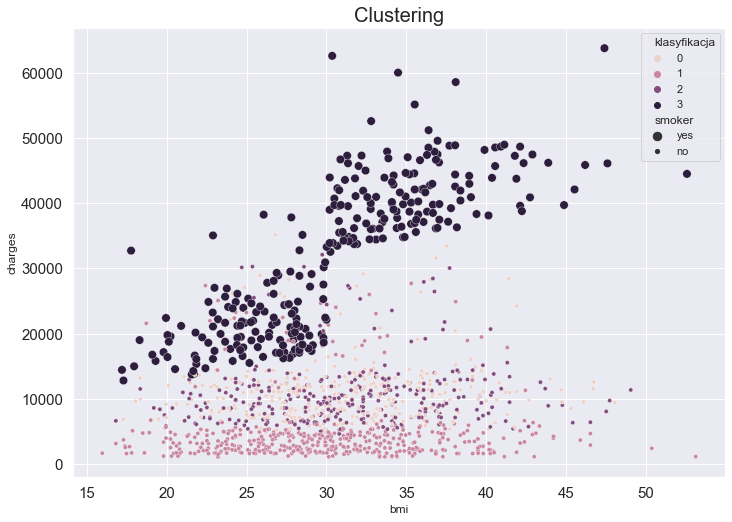 Clustering
klasyfikacja
0
1
2
3
smoker
yes
no
charges
60000
50000
40000
30000
20000
10000
0
15 20 25 30 35 40 45 50
bmi